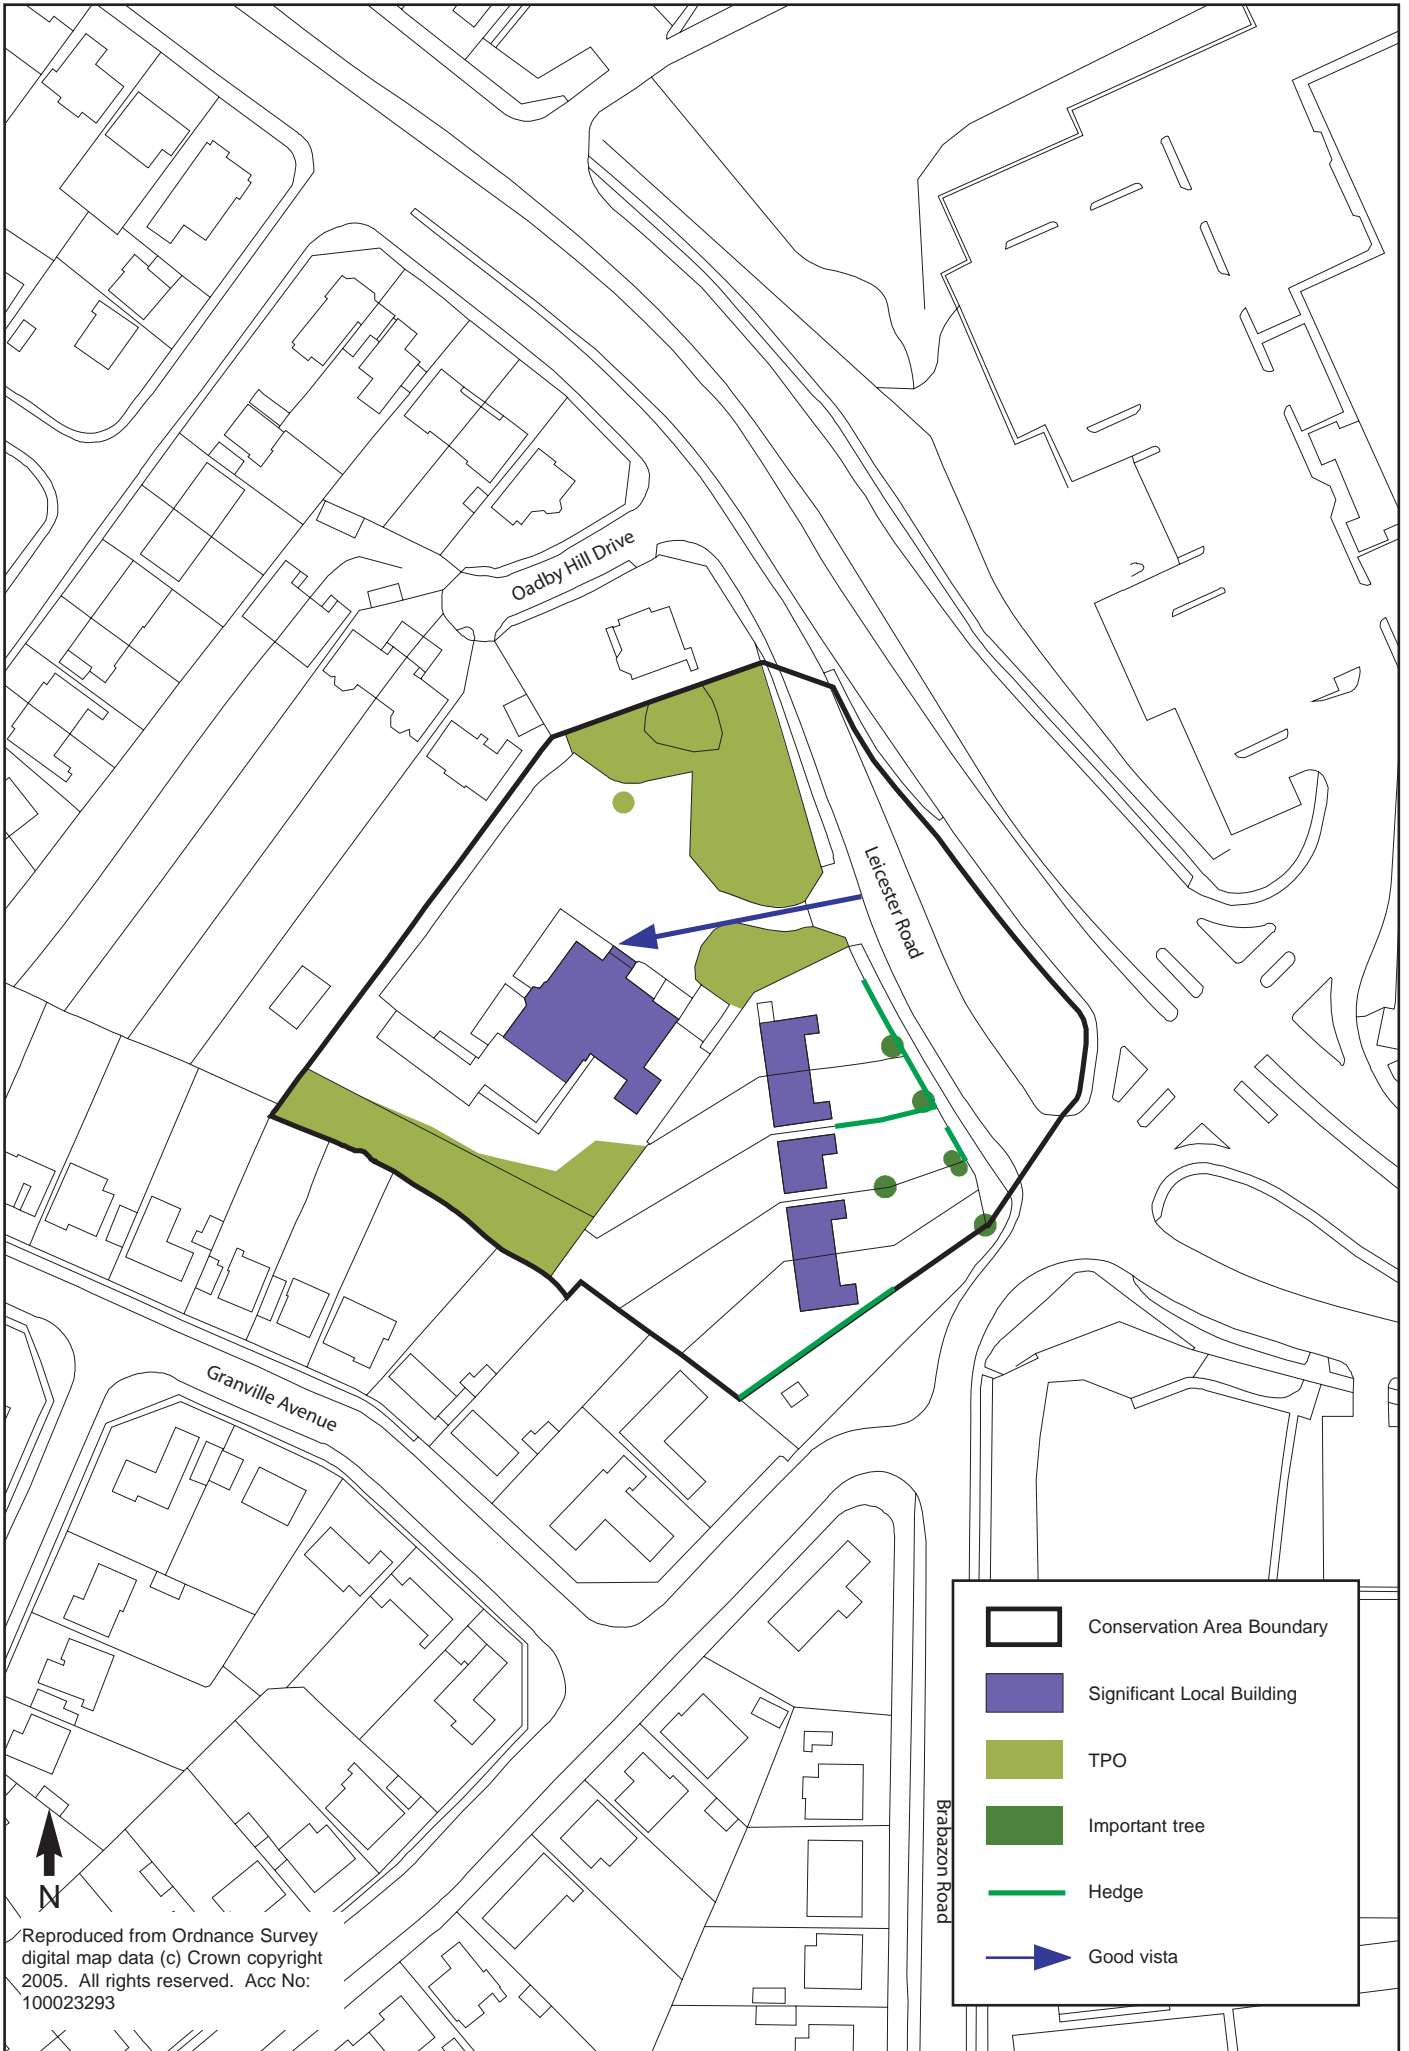 Oadby Hill Drive
Leicester Road
Granville Avenue
Brabazon Road
Conservation Area Boundary
Significant Local Building
TPO
Important tree
Hedge
Good vista
N
Reproduced from Ordnance Survey
digital map data (c) Crown copyright
2005. All rights reserved. Acc No:
100023293